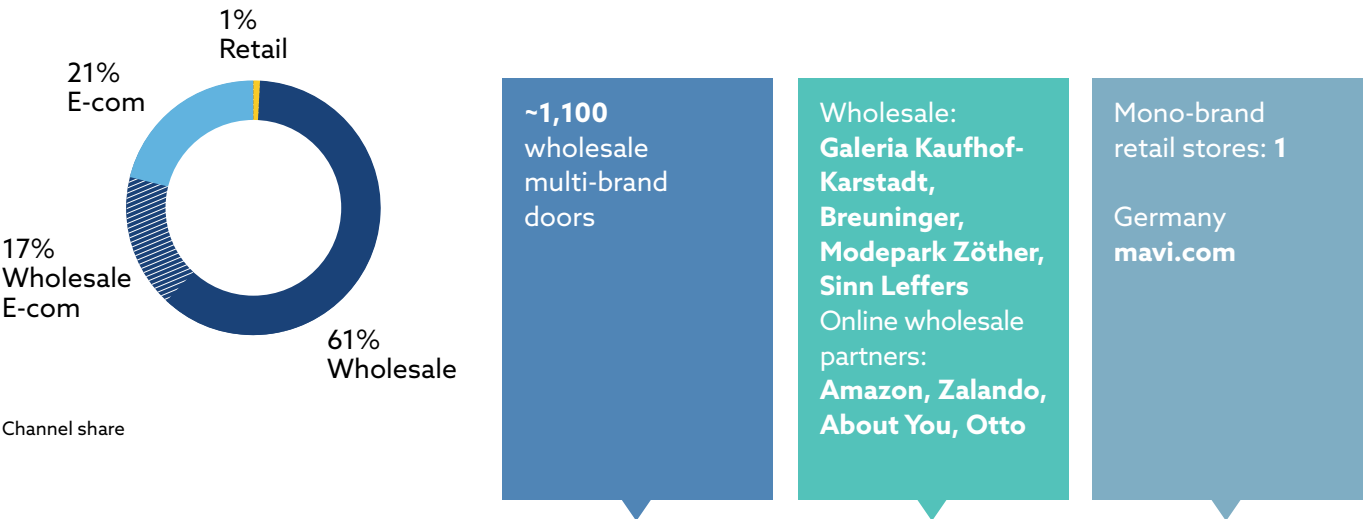 1%
Retail
21%
E-com
17%
Wholesale
E-com
61%
Wholesale
Channel share
~1,100
wholesale
multi-brand
doors
Wholesale:
Galeria Kaufhof-
Karstadt,
Breuninger,
Modepark Zöther,
Sinn Leffers
Online wholesale
partners:
Amazon, Zalando,
About You, Otto
Mono-brand
retail stores: 1
Germany
mavi.com